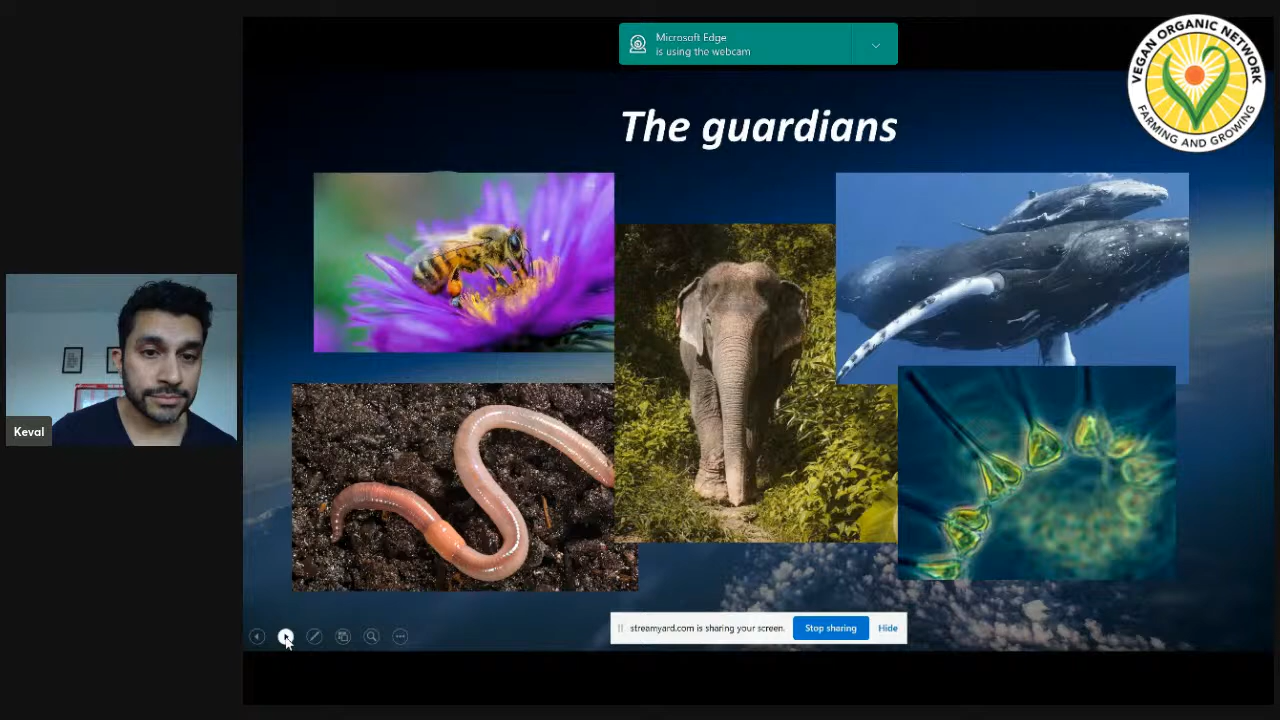 Microsoft Edge
is using the webcam
VEGAN ORGANIC NETWORK
FARMING AND GROWING
The guardians
Keval
streamyard.com is sharing your screen.
Stop sharing
Hide